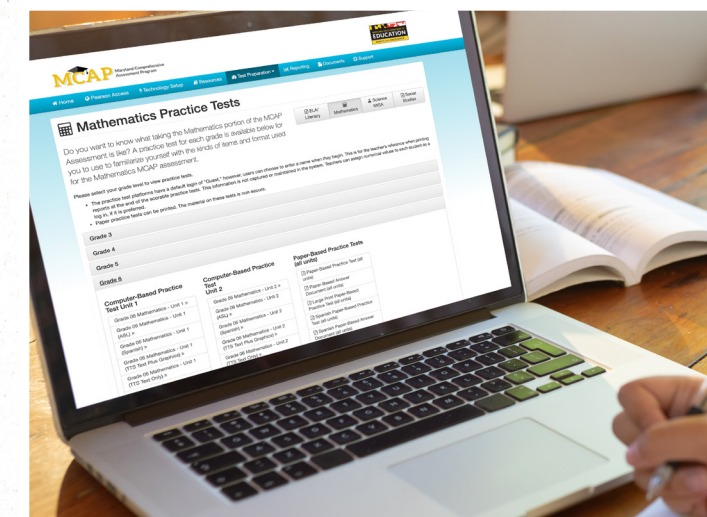 EDUCATION
MCAP Maryland Comprehensive
Assessment Program
Home Pearson Access Technology Setup Resources Test Preparation Reporting Documents Support
Mathematics Practice Tests
ELA/
Literacy
Mathematics
Science
MISA
Social
Studies
Do you want to know what taking the Mathematics portion of the MCAP
Assessment is like? A practice test for each grade is available below for
you to use to familiarize yourself with the kinds of items and format used
for the Mathematics MCAP assessment.
Please select your grade level to view practice tests.
• The practice test platforms have a default login of "Guest," however, users can choose to enter a name when they begin. This is for the teacher's reference when printing
reports at the end of the scorable practice tests. This information is not captured or maintained in the system. Teachers can assign numerical values to each student as a
log in, if it is preferred.
• Paper practice tests can be printed. The material on these tests is non-secure.
Grade 3
Grade 4
Grade 5
Grade 6
Computer-Based Practice
Test Unit 1
Grade 06 Mathematics - Unit 1 »
Grade 06 Mathematics - Unit 1
(ASL) »
Grade 06 Mathematics - Unit 1
(Spanish) »
Grade 06 Mathematics - Unit 1
(TTS Text Plus Graphics) »
Grade 06 Mathematics - Unit 1
(TTS Text Only) »
Computer-Based Practice
Test
Unit 2
Grade 06 Mathematics - Unit 2 »
Grade 06 Mathematics - Unit 2
(ASL) »
Grade 06 Mathematics - Unit 2
(Spanish) »
Grade 06 Mathematics - Unit 2
(TTS Text Plus Graphics) »
Grade 06 Mathematics - Unit 2
(TTS Text Only) »
Paper-Based Practice Tests
(all units)
Paper-Based Practice Test (all
units)
Paper-Based Answer
Document (all units)
Large Print Paper-Based
Practice Test (all units)
Spanish Paper-Based Practice
Test (all units)
Spanish Paper-Based Answer
Document (all units)